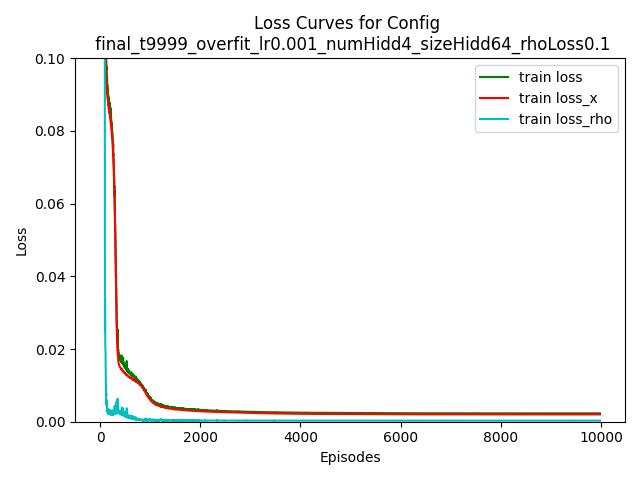 Loss Curves for Config
final_t9999_overfit_lr0.001_numHidd4_sizeHidd64_rhoLoss0.1
train loss
train loss_x
train loss_rho
Loss
0.10
0.08
0.06
0.04
0.02
0.00
0 2000 4000 6000 8000 10000
Episodes